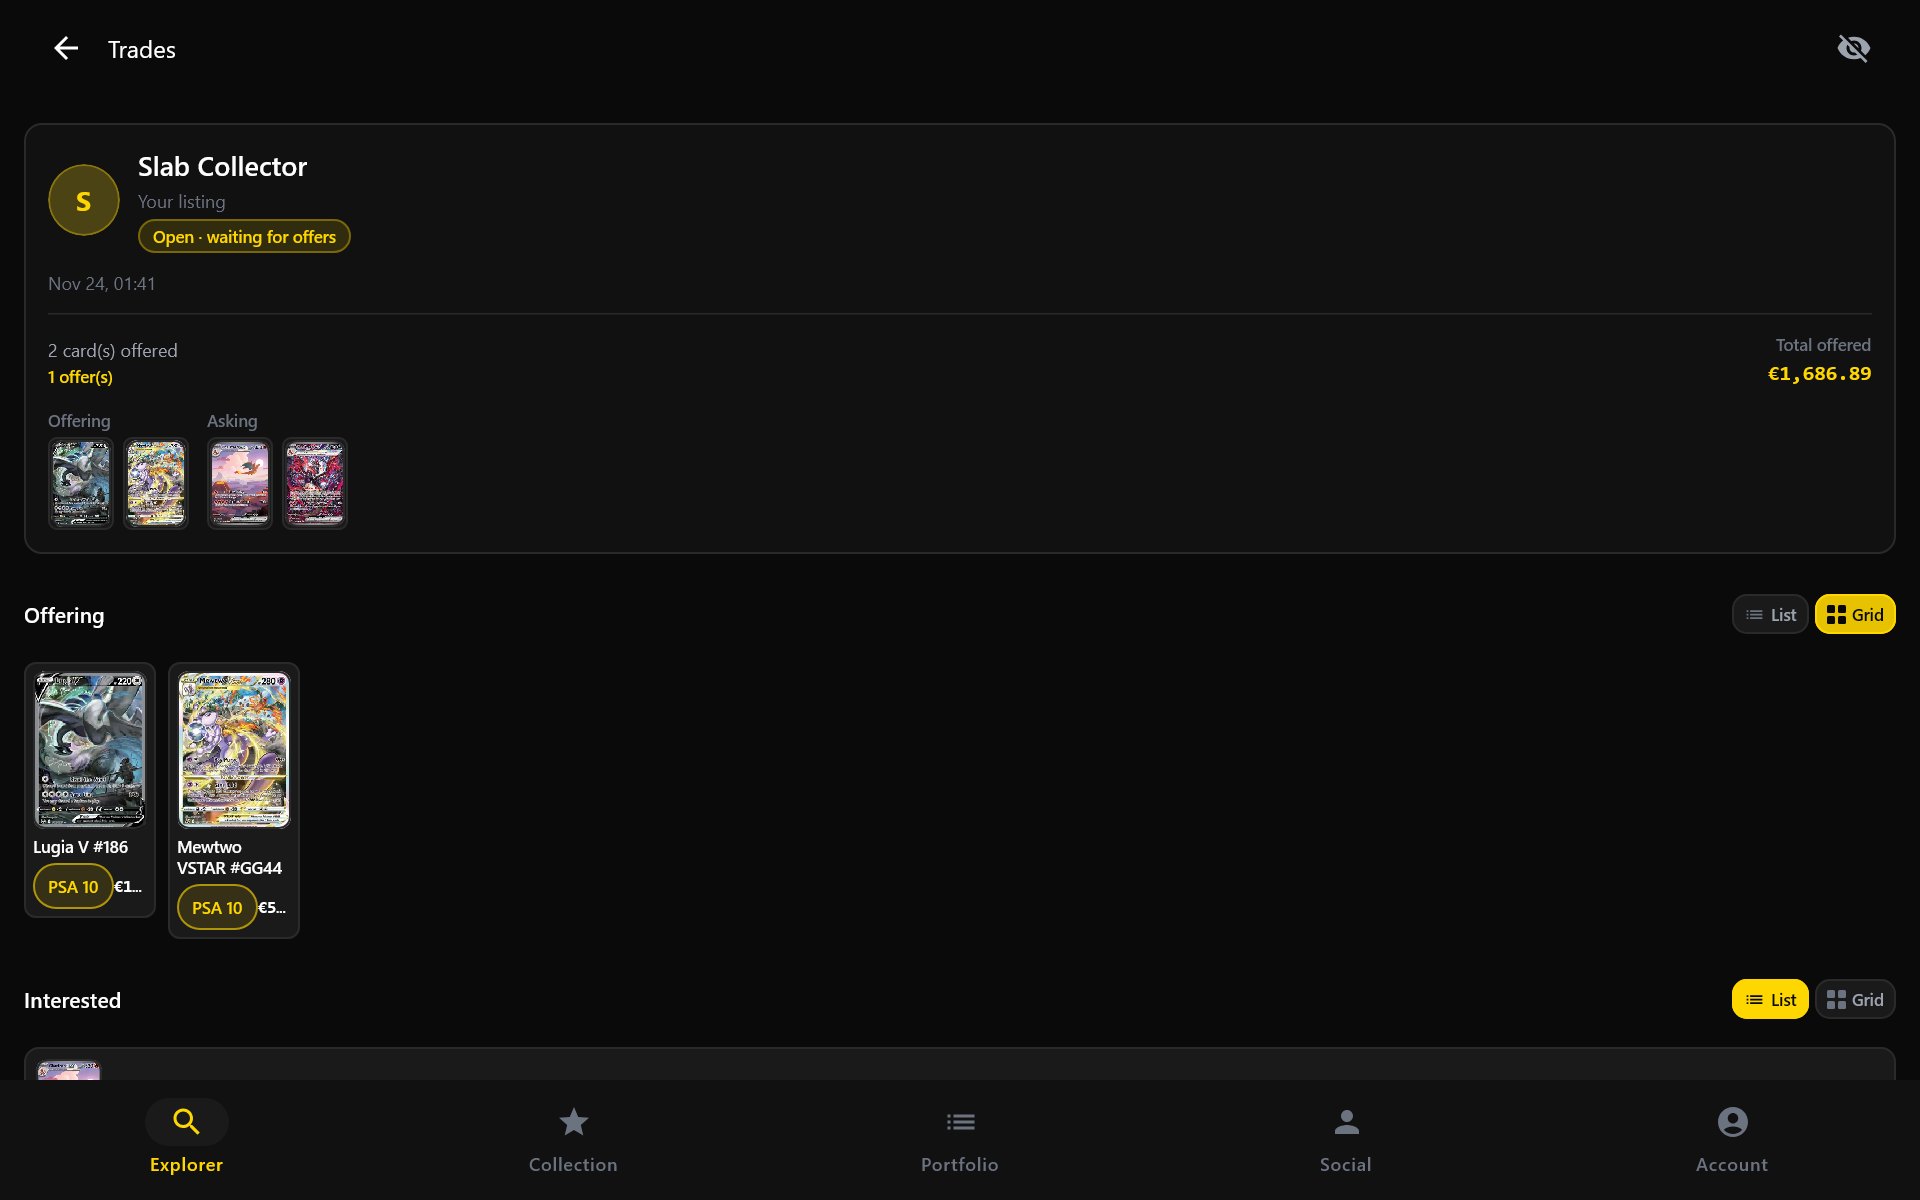 Trades
Slab Collector
S
Your listing
Open · waiting for offers
Nov 24, 01:41
2 card(s) offered
1 offer(s)
Total offered
€1,686.89
Offering
Asking
Offering
List
Grid
220
Lugia V #186
PSA 10
€1...
280
Mewtwo
VSTAR #GG44
PSA 10
€5...
Interested
List
Grid
Explorer
Collection
Portfolio
Social
Account